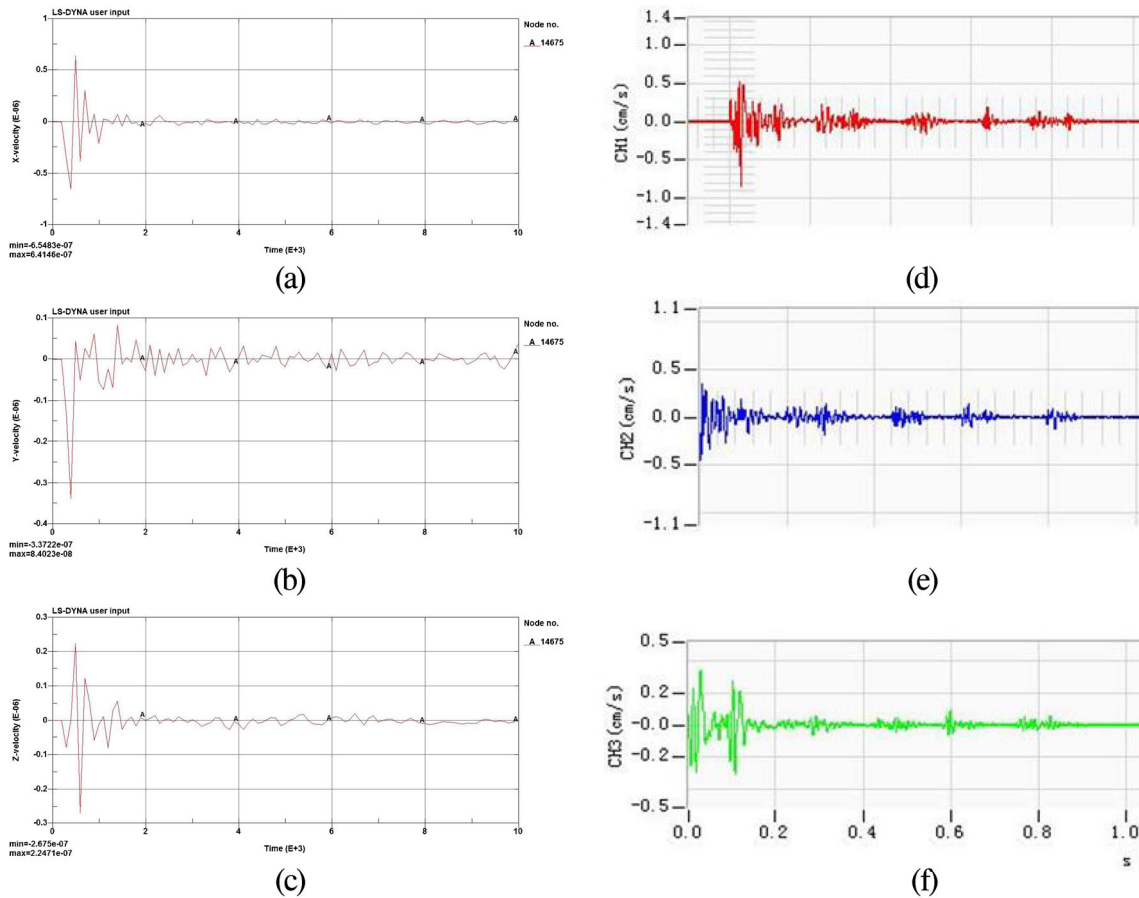 LS-DYNA user input
Node no.
A 14675
X-velocity (E-06)
1
0.5
0
-0.5
-1
A A A A A
0 2 4 6 8 10
min=-6.5483e-07
max=6.4146e-07
Time (E+3)
(a)
CH1 (cm/s)
1.4
1.0
0.5
0.0
-0.5
-1.0
-1.4
(d)
LS-DYNA user input
Node no.
A 14675
Y-velocity (E-06)
0.1
0
-0.1
-0.2
-0.3
-0.4
A A A A A
0 2 4 6 8 10
min=-3.3722e-07
max=8.4023e-08
Time (E+3)
(b)
CH2 (cm/s)
1.1
0.5
0.0
-0.5
-1.1
(e)
LS-DYNA user input
Node no.
A 14675
Z-velocity (E-06)
0.3
0.2
0.1
0
-0.1
-0.2
-0.3
A A A A A
0 2 4 6 8 10
min=-2.675e-07
max=2.2471e-07
Time (E+3)
(c)
CH3 (cm/s)
0.5
0.2
-0.0
-0.2
-0.5
0.0 0.2 0.4 0.6 0.8 1.0
s
(f)